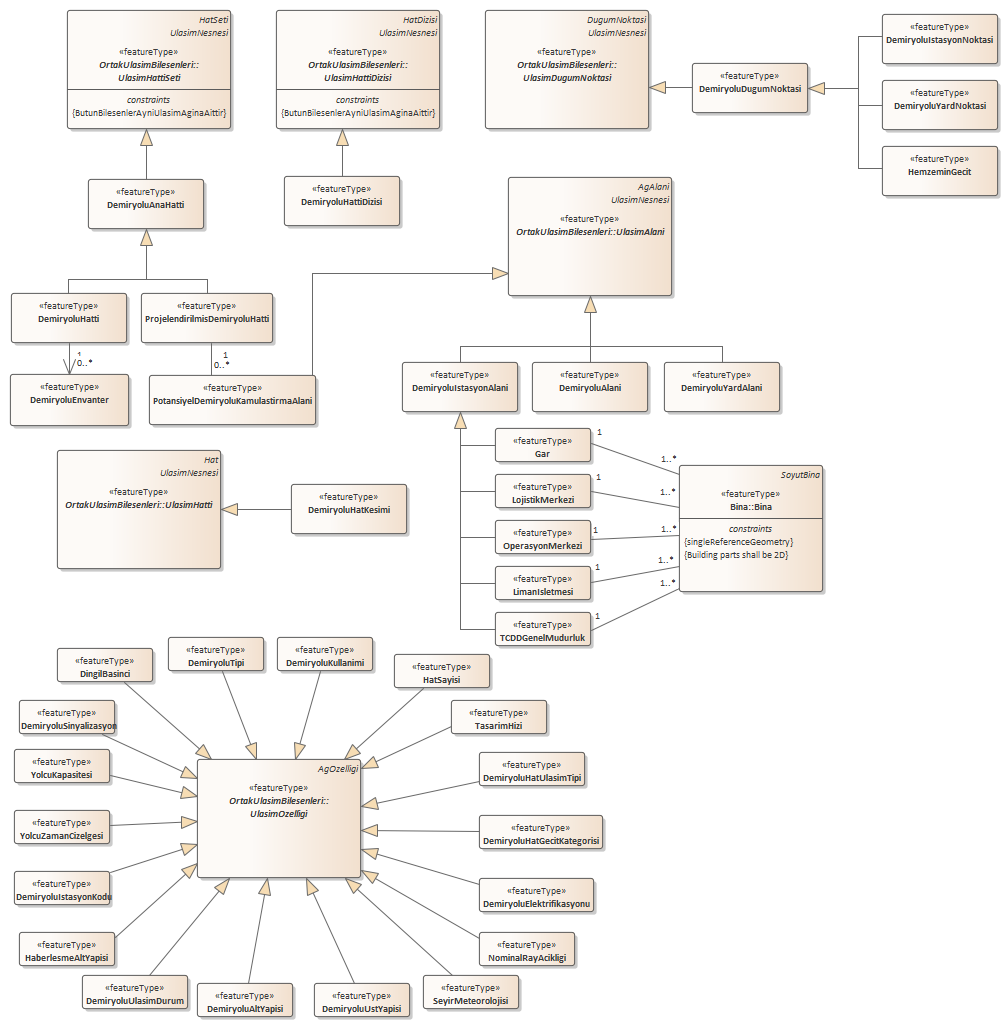 HatSeti
UlasimNesnesi
«featureType»
OrtakUlasimBilesenleri::
UlasimHattiSeti
constraints
{ButunBilesenlerAyniUlasimAginaAittir}
HatDizisi
UlasimNesnesi
«featureType»
OrtakUlasimBilesenleri::
UlasimHattiDizisi
constraints
{ButunBilesenlerAyniUlasimAginaAittir}
DugumNoktasi
UlasimNesnesi
«featureType»
OrtakUlasimBilesenleri::
UlasimDugumNoktasi
«featureType»
DemiryoluDugumNoktasi
«featureType»
DemiryoluIstasyonNoktasi
«featureType»
DemiryoluYardNoktasi
«featureType»
HemzeminGecit
«featureType»
DemiryoluAnaHatti
«featureType»
DemiryoluHattiDizisi
AgAlani
UlasimNesnesi
«featureType»
OrtakUlasimBilesenleri::UlasimAlani
«featureType»
DemiryoluHatti
«featureType»
ProjelendirilmisDemiryoluHatti
1
0..*
1
0..*
«featureType»
DemiryoluEnvanter
«featureType»
PotansiyelDemiryoluKamulastirmaAlani
«featureType»
DemiryoluIstasyonAlani
«featureType»
DemiryoluAlani
«featureType»
DemiryoluYardAlani
Hat
UlasimNesnesi
«featureType»
OrtakUlasimBilesenleri::UlasimHatti
«featureType»
DemiryoluHatKesimi
«featureType»
Gar
1
1..*
«featureType»
LojistikMerkezi
1
1..*
«featureType»
OperasyonMerkezi
1
1..*
«featureType»
LimanIsletmesi
1
1..*
«featureType»
TCDDGenelMudurluk
1
1..*
SoyutBina
«featureType»
Bina::Bina
constraints
{singleReferenceGeometry}
{Building parts shall be 2D}
«featureType»
DingilBasinci
«featureType»
DemiryoluTipi
«featureType»
DemiryoluKullanimi
«featureType»
HatSayisi
«featureType»
DemiryoluSinyalizasyon
«featureType»
TasarimHizi
«featureType»
YolcuKapasitesi
«featureType»
DemiryoluHatUlasimTipi
AgOzelligi
«featureType»
OrtakUlasimBilesenleri::
UlasimOzelligi
«featureType»
YolcuZamanCizelgesi
«featureType»
DemiryoluHatGecitKategorisi
«featureType»
DemiryoluIstasyonKodu
«featureType»
DemiryoluElektrifikasyonu
«featureType»
HaberlesmeAltYapisi
«featureType»
NominalRayAcikligi
«featureType»
DemiryoluUlasimDurum
«featureType»
DemiryoluAltYapisi
«featureType»
DemiryoluUstYapisi
«featureType»
SeyirMeteorolojisi